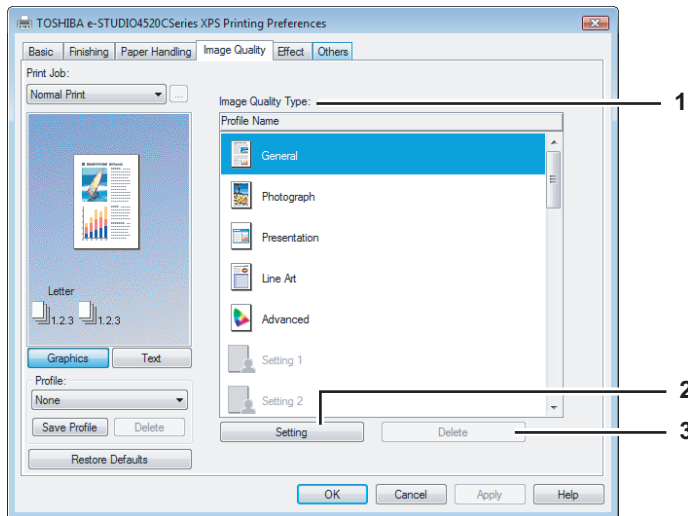 TOSHIBA e-STUDIO4520CSeries XPS Printing Preferences
Basic Finishing Paper Handling Image Quality Effect Others
Print Job:
Normal Print ...
Image Quality Type: 1
Profile Name
General
Photograph
Presentation
Line Art
Advanced
Setting 1
Setting 2
Letter
1.2.3 1.2.3
Graphics Text
Profile:
None
Save Profile Delete
Restore Defaults
Setting 2
Delete 3
OK Cancel Apply Help